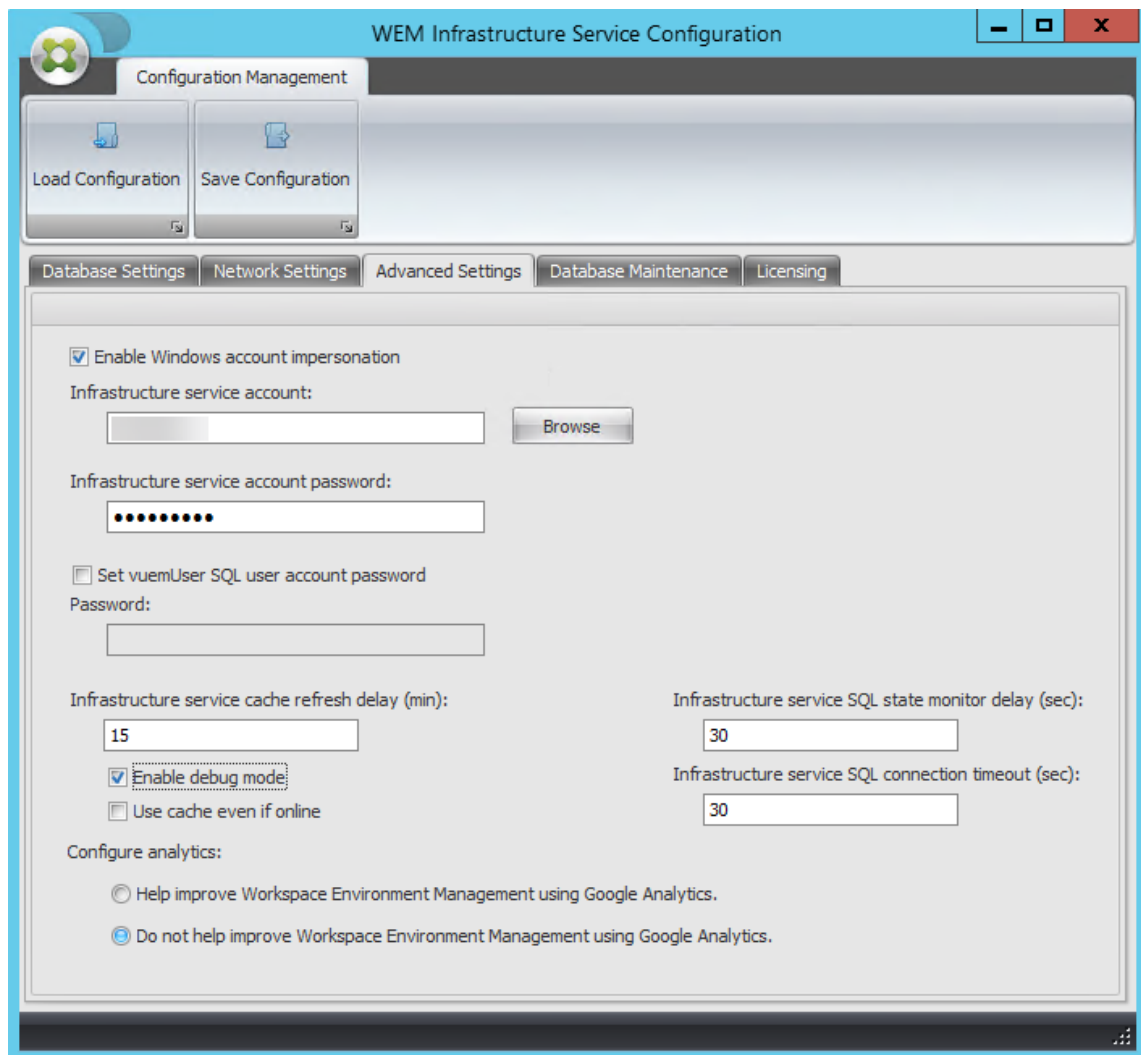 WEM Infrastructure Service Configuration
Configuration Management
Load Configuration
Save Configuration
Database Settings
Network Settings
Advanced Settings
Database Maintenance
Licensing
Enable Windows account impersonation
Infrastructure service account:
Browse
Infrastructure service account password:
•••••••••
Set vuemUser SQL user account password
Password:
Infrastructure service cache refresh delay (min):
15
Enable debug mode
Use cache even if online
Infrastructure service SQL state monitor delay (sec):
30
Infrastructure service SQL connection timeout (sec):
30
Configure analytics:
Help improve Workspace Environment Management using Google Analytics.
Do not help improve Workspace Environment Management using Google Analytics.